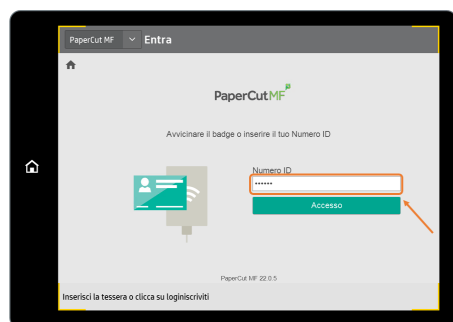 PaperCut MF Entra
PaperCutMF
Avvicinare il badge o inserire il tuo Numero ID
Numero ID
••••••
Accesso
PaperCut MF 22.0.5
Inserisci la tessera o clicca su loginiscriviti